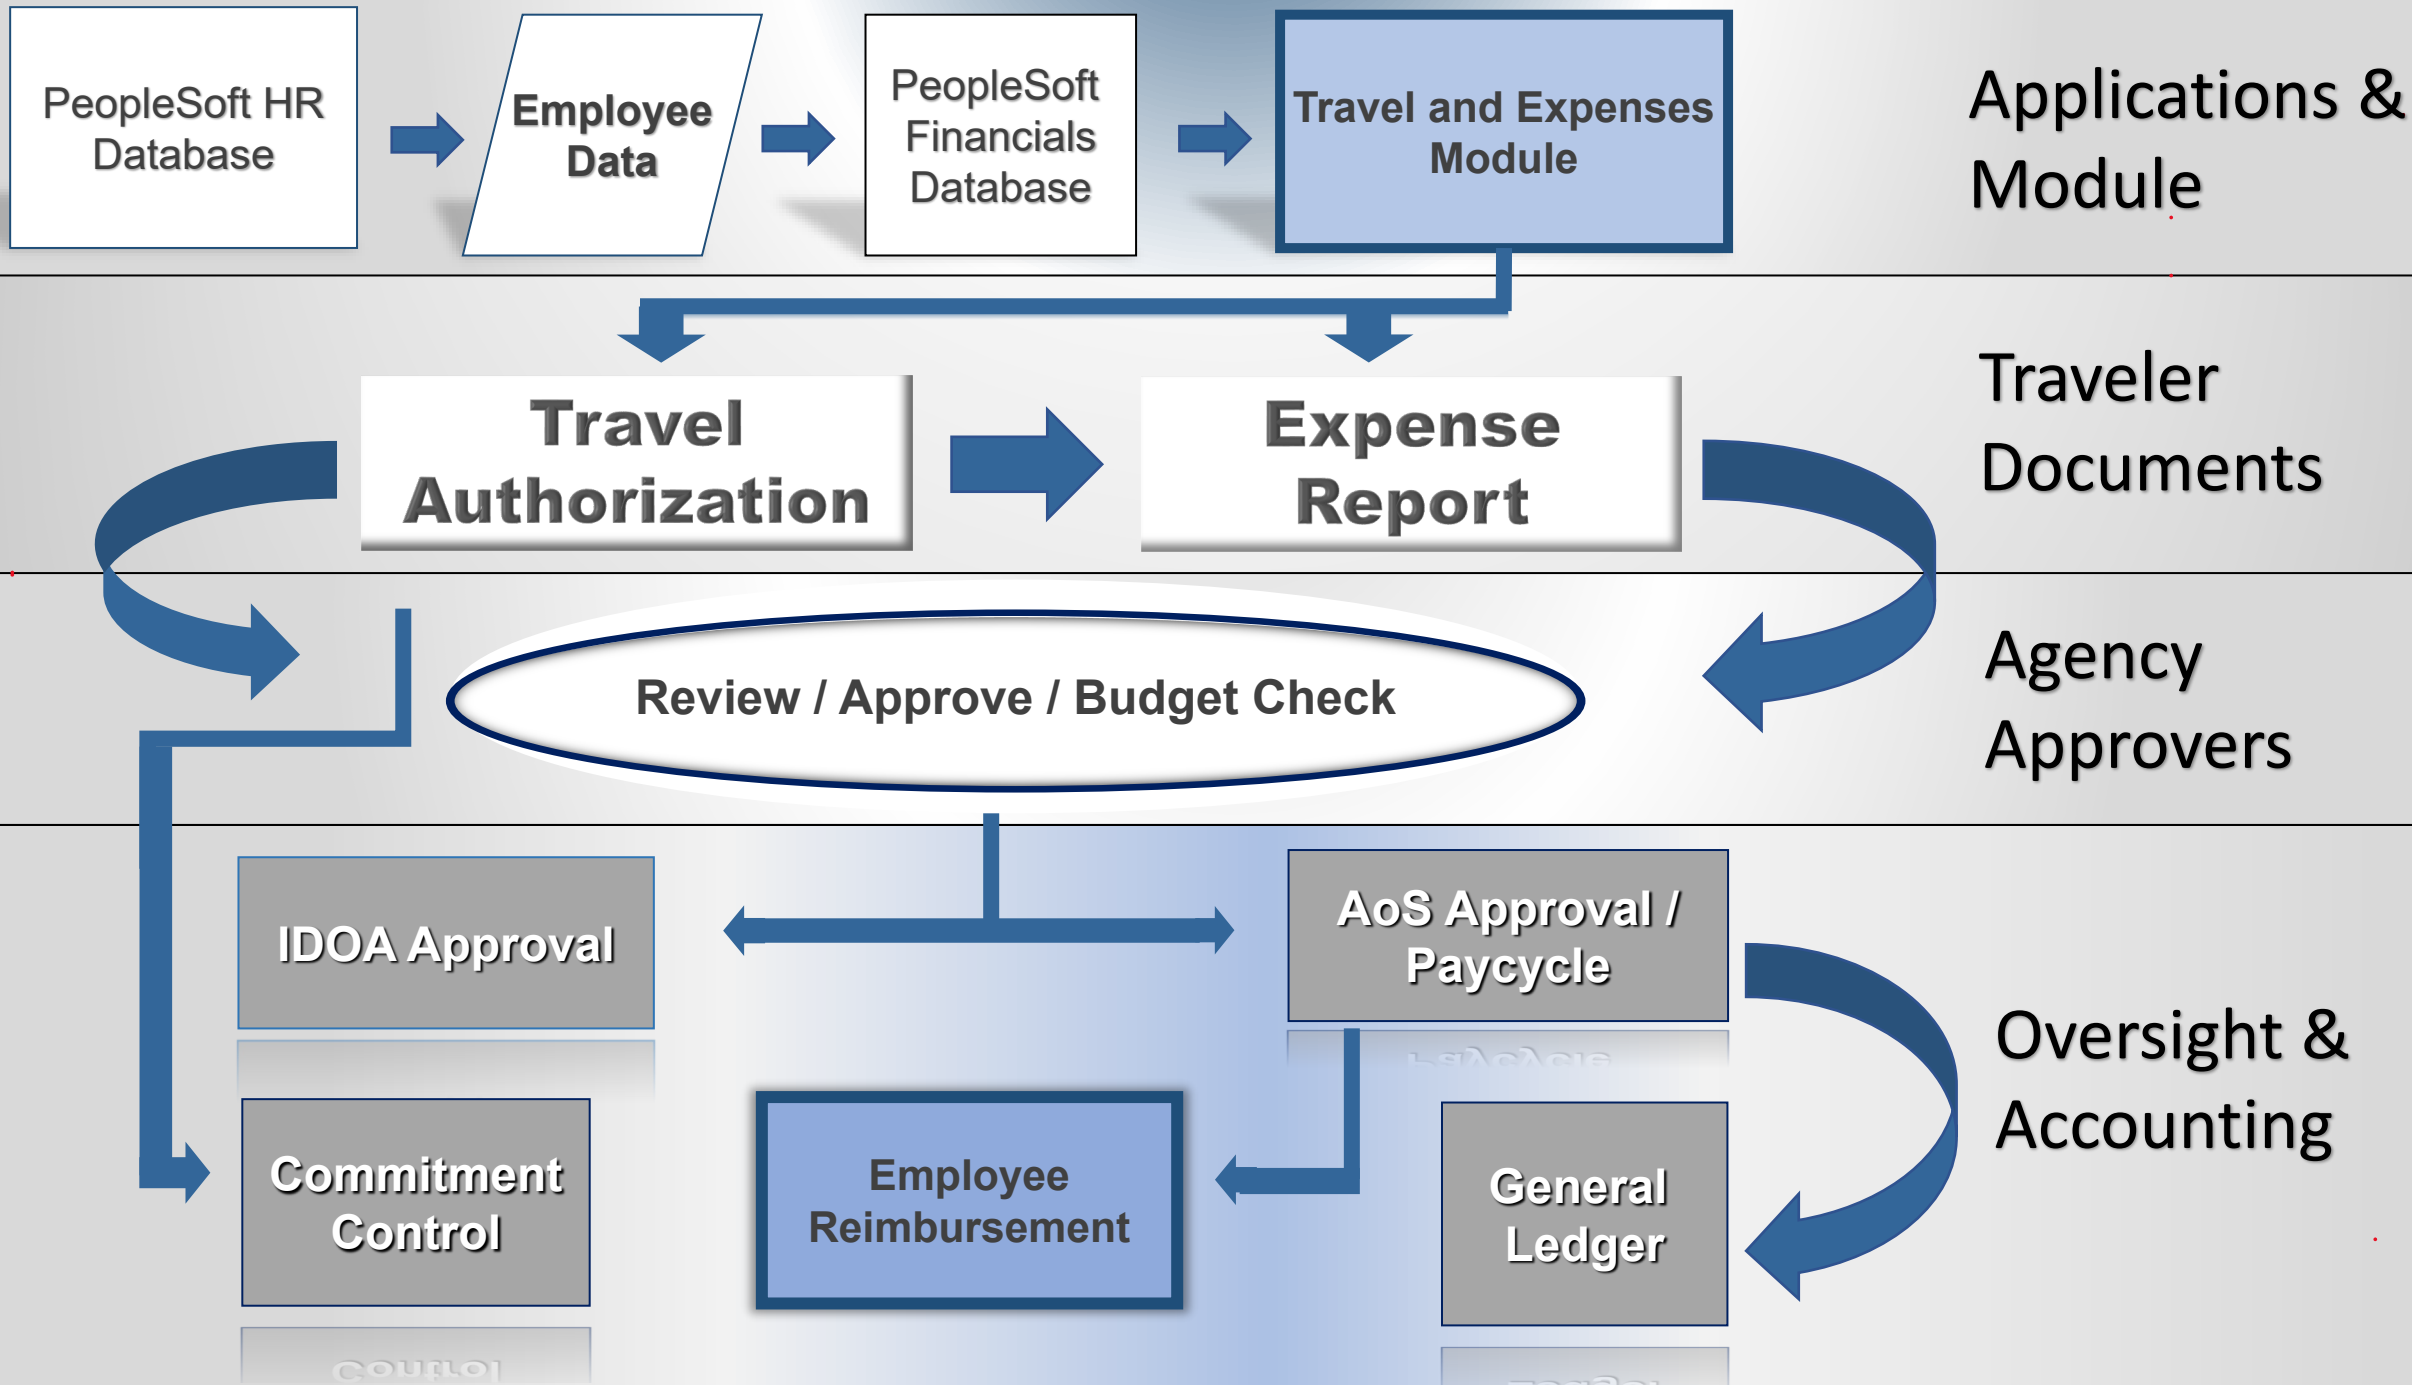 PeopleSoft HR
Database
Employee
Data
PeopleSoft
Financials
Database
Travel and Expenses
Module
Applications &
Module
Travel
Authorization
Expense
Report
Traveler
Documents
Review / Approve / Budget Check
Agency
Approvers
IDOA Approval
AoS Approval /
Paycycle
Commitment
Control
Employee
Reimbursement
General
Ledger
Oversight &
Accounting